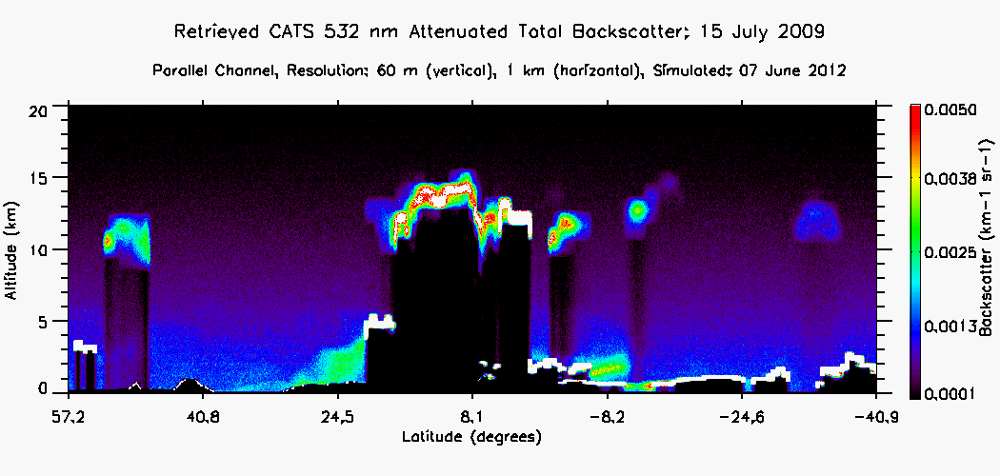 Retrieved CATS 532 nm Attenuated Total Backscatter; 15 July 2009
Parallel Channel, Resolution: 60 m (vertical), 1 km (horizontal), Simulated: 07 June 2012
20
15
10
5
0
Altitude (km)
57.2 40.8 24.5 8.1 -8.2 -24.6 -40.9
Latitude (degrees)
0.0050
0.0038
0.0025
0.0013
0.0001
Backscatter (km-1 sr-1)